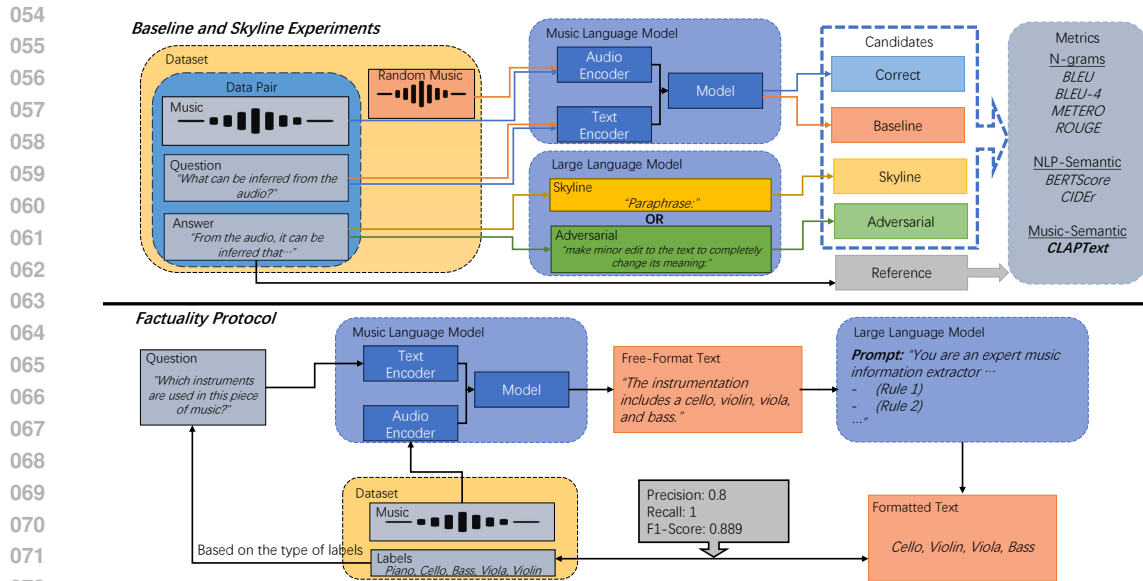 054
055
056
057
058
059
060
061
062
063
064
065
066
067
068
069
070
071
Baseline and Skyline Experiments
Dataset
Data Pair
Music
Random Music
Question
"What can be inferred from the
audio?"
Answer
"From the audio, it can be
inferred that···"
Music Language Model
Audio
Encoder
Text
Encoder
Model
Large Language Model
Skyline
"Paraphrase:"
OR
Adversarial
"make minor edit to the text to completely
change its meaning:"
Candidates
Correct
Baseline
Skyline
Adversarial
Reference
Metrics
N-grams
BLEU
BLEU-4
METERO
ROUGE
NLP-Semantic
BERTScore
CIDEr
Music-Semantic
CLAPText
Factuality Protocol
Question
"Which instruments
are used in this piece
of music?"
Music Language Model
Text
Encoder
Audio
Encoder
Model
Free-Format Text
"The instrumentation
includes a cello, violin, viola,
and bass."
Large Language Model
Prompt: "You are an expert music
information extractor ···
- (Rule 1)
- (Rule 2)
···"
Dataset
Music
Labels
Piano, Cello, Bass, Viola, Violin
Based on the type of labels
Precision: 0.8
Recall: 1
F1-Score: 0.889
Formatted Text
Cello, Violin, Viola, Bass